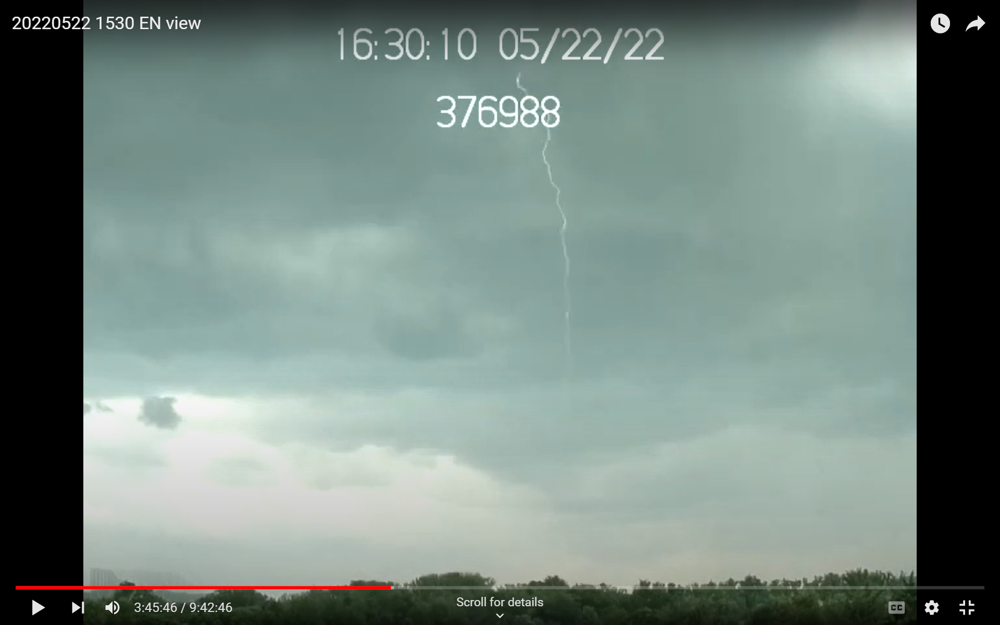 20220522 1530 EN view
16:30:10 05/22/22
376988
3:45:46 / 9:42:46
Scroll for details
CC